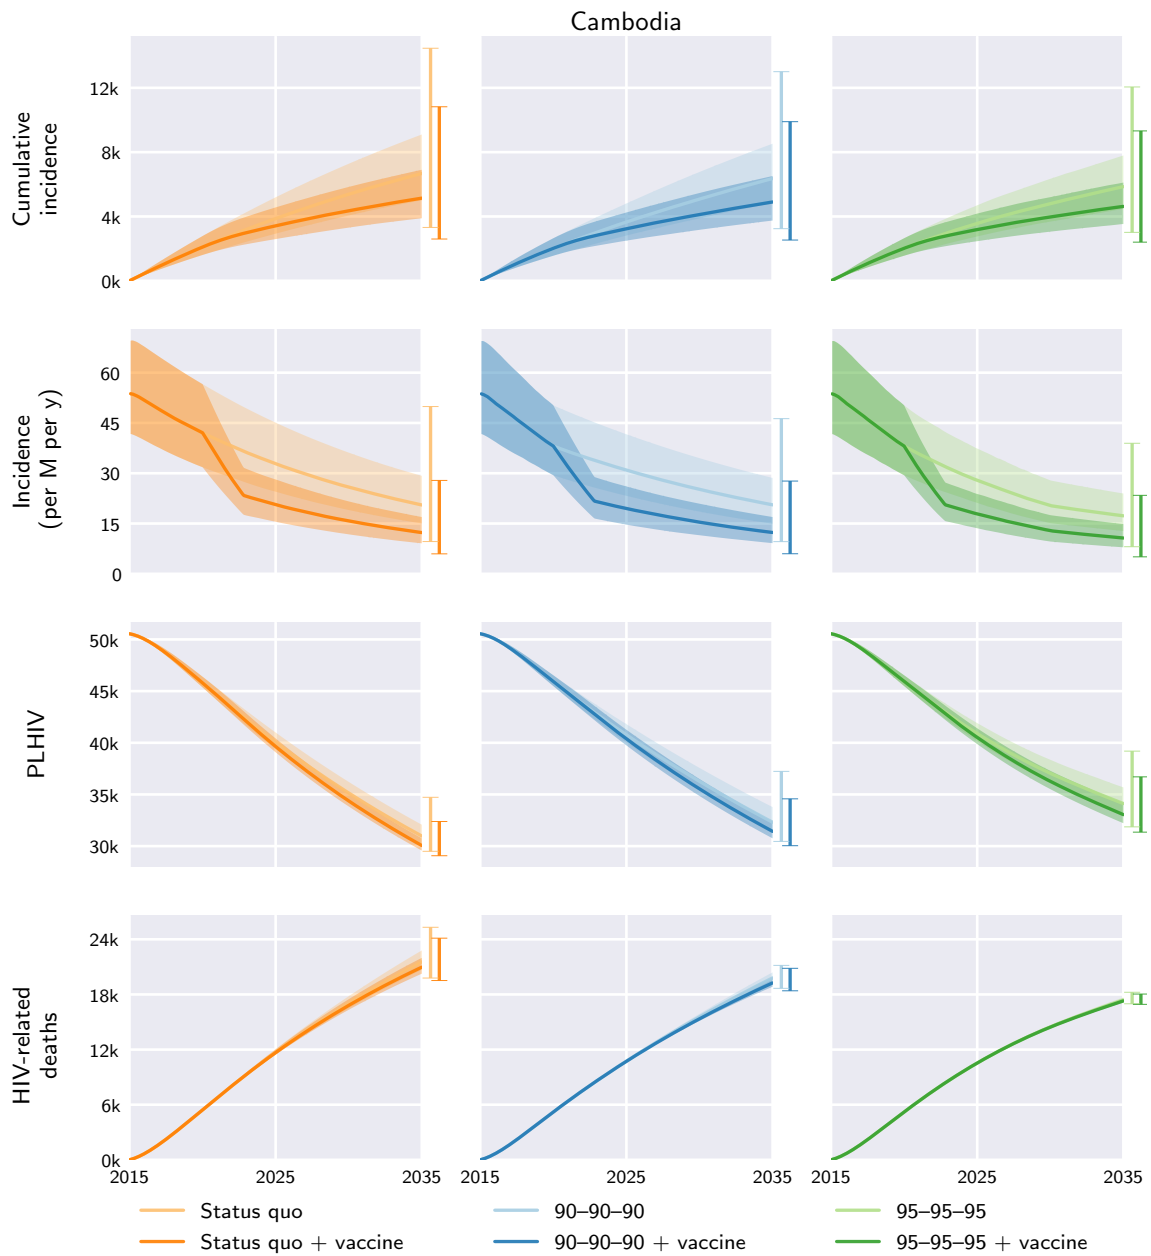 Cambodia
Cumulative
incidence
12k
8k
4k
0k
Incidence
(per M per y)
60
45
30
15
0
PLHIV
50k
45k
40k
35k
30k
HIV-related
deaths
24k
18k
12k
6k
0k
2015 2025 2035 2015 2025 2035 2015 2025 2035
Status quo 90–90–90 95–95–95
Status quo + vaccine 90–90–90 + vaccine 95–95–95 + vaccine